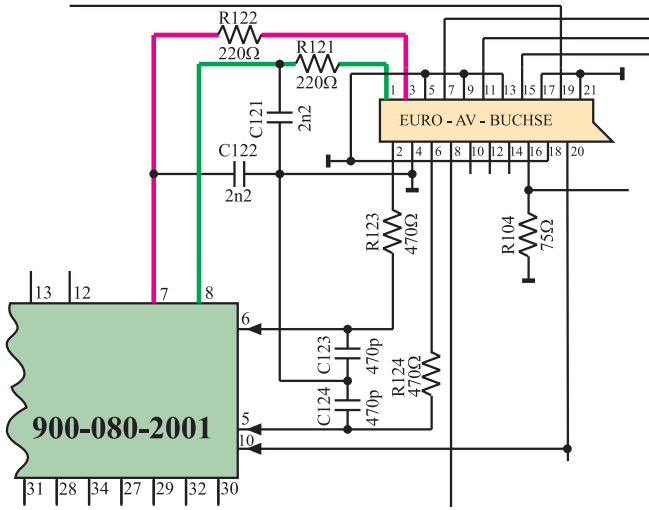 R122
220Ω
R121
220Ω
C121
2n2
C122
2n2
1 3 5 7 9 11 13 15 17 19 21
EURO - AV - BUCHSE
2 4 6 8 10 12 14 16 18 20
R123
470Ω
R104
75Ω
13 12 7 8
6
C123
470p
R124
470Ω
C124
470p
900-080-2001
5
10
31 28 34 27 29 32 30